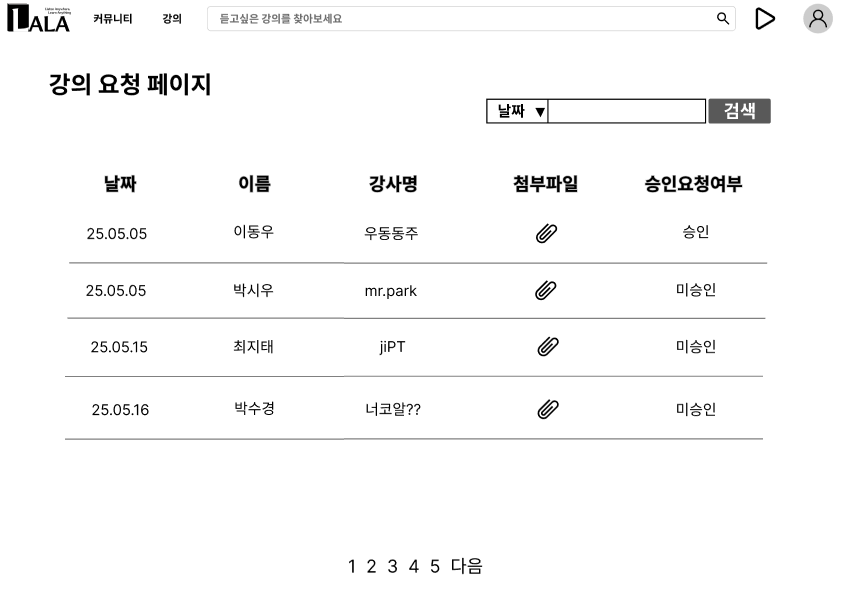 LALA
Listen Anywhere,
Learn Anything
커뮤니티 강의 듣고싶은 강의를 찾아보세요
강의 요청 페이지
날짜 ▼ 검색
날짜 이름 강사명 첨부파일 승인요청여부
25.05.05 이동우 우동동주 승인
25.05.05 박시우 mr.park 미승인
25.05.15 최지태 jiPT 미승인
25.05.16 박수경 너코알?? 미승인
1 2 3 4 5 다음